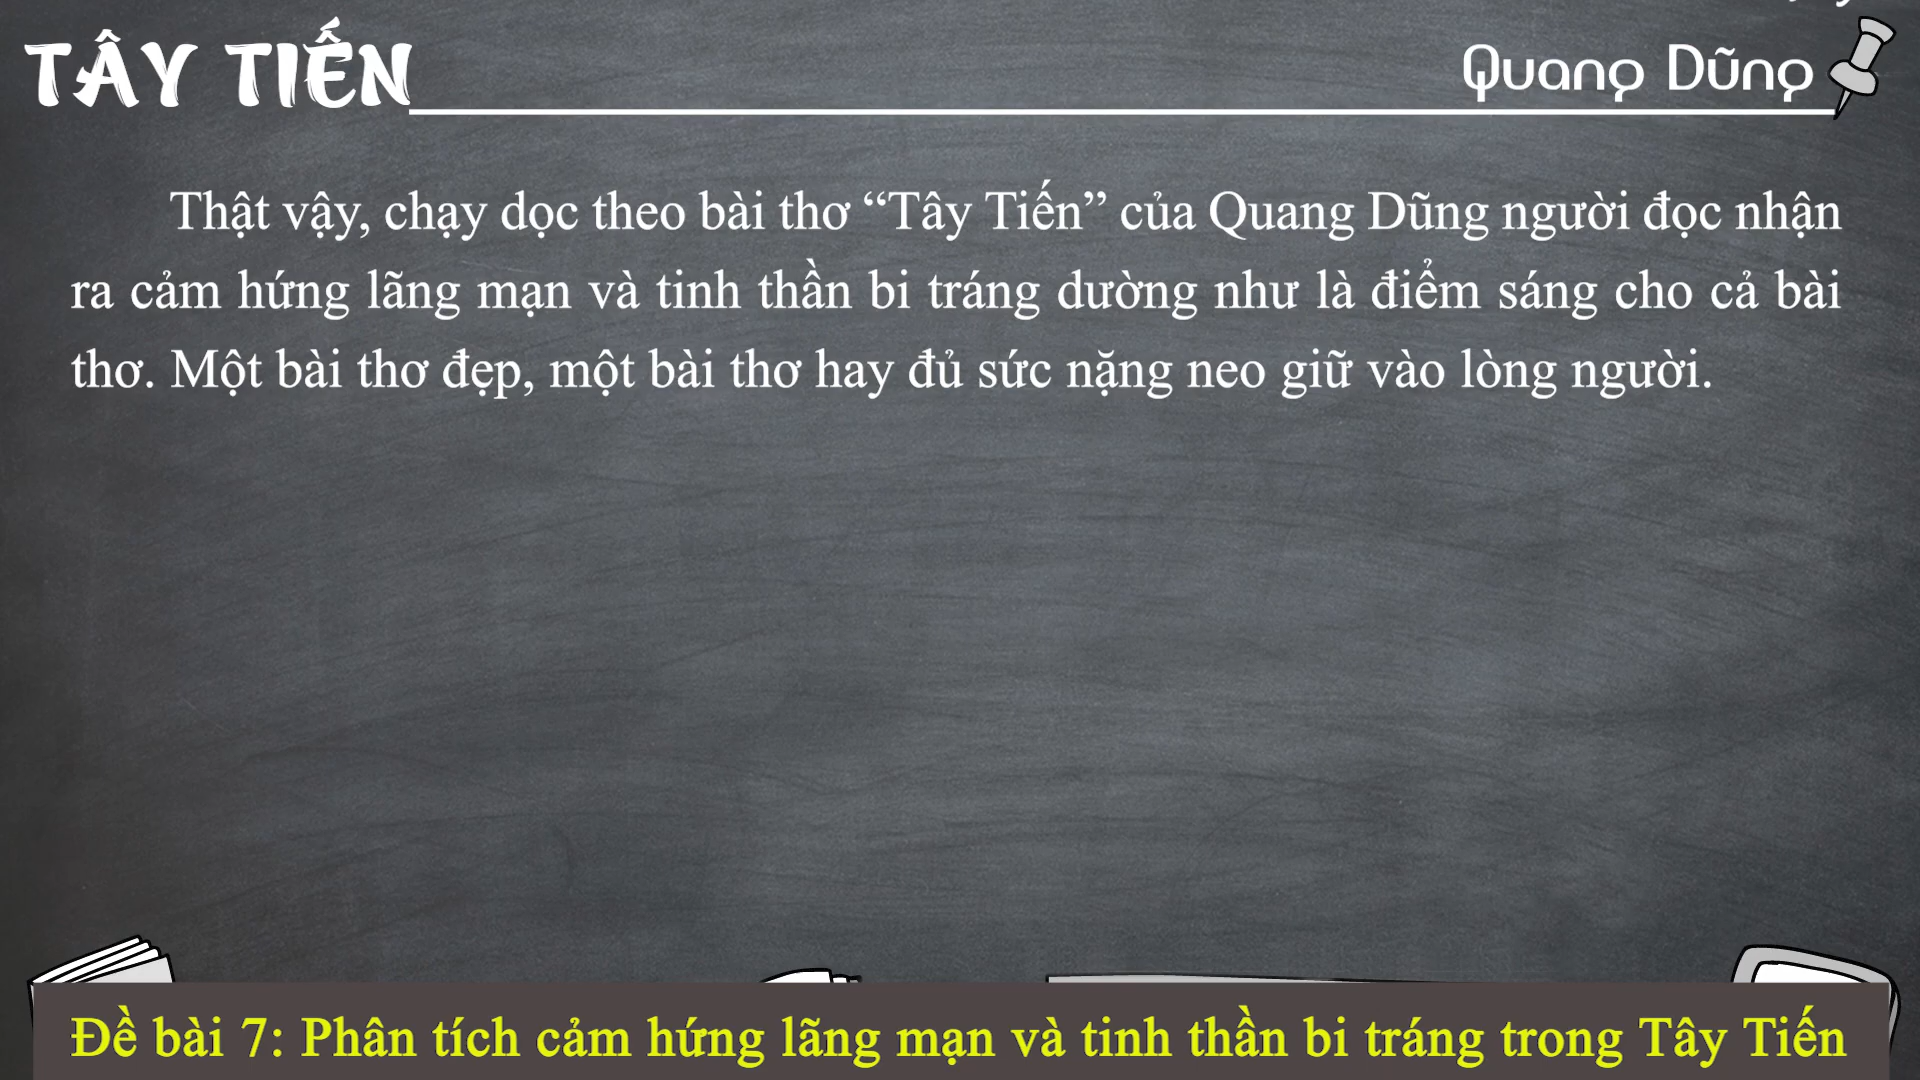 TÂY TIẾN
Quang Dũng
Thật vậy, chạy dọc theo bài thơ “Tây Tiến” của Quang Dũng người đọc nhận
ra cảm hứng lãng mạn và tinh thần bi tráng dường như là điểm sáng cho cả bài
thơ. Một bài thơ đẹp, một bài thơ hay đủ sức nặng neo giữ vào lòng người.
Đề bài 7: Phân tích cảm hứng lãng mạn và tinh thần bi tráng trong Tây Tiến